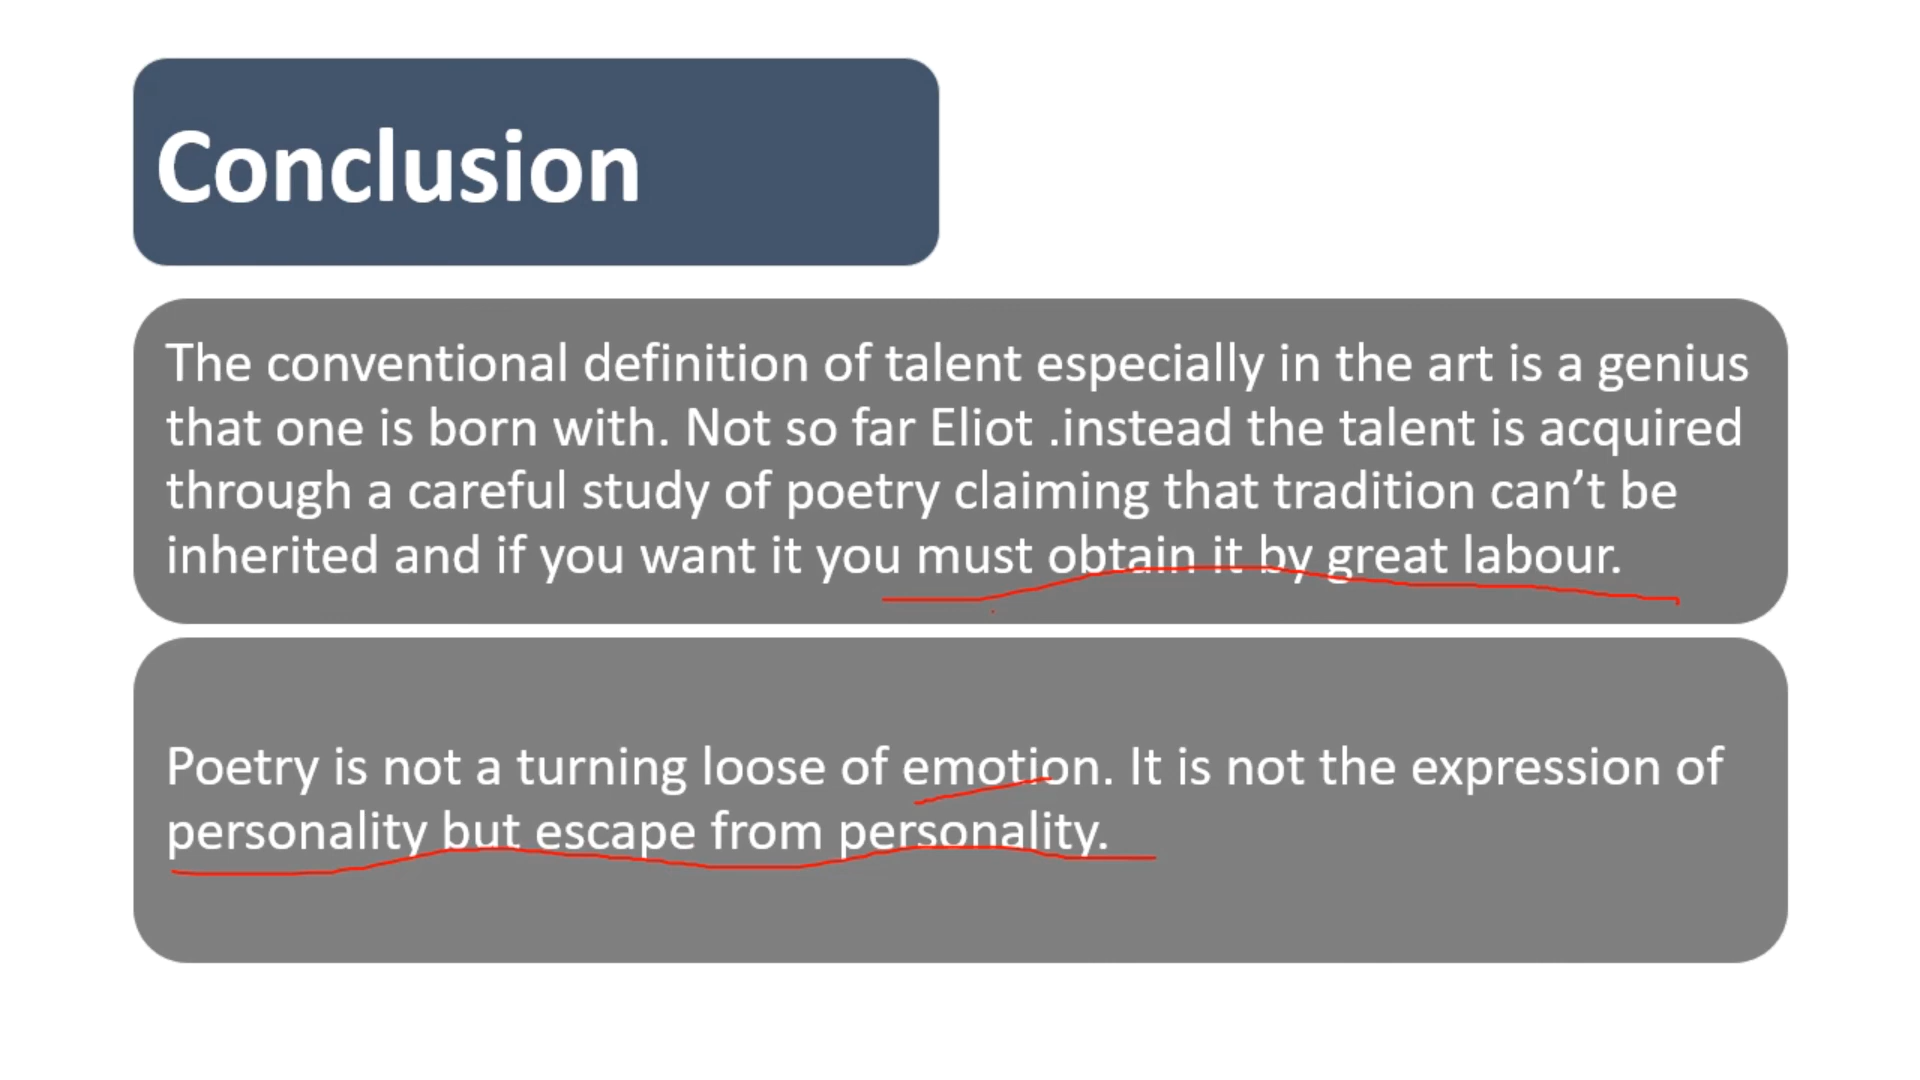 Conclusion
The conventional definition of talent especially in the art is a genius
that one is born with. Not so far Eliot .instead the talent is acquired
through a careful study of poetry claiming that tradition can’t be
inherited and if you want it you must obtain it by great labour.
Poetry is not a turning loose of emotion. It is not the expression of
personality but escape from personality.